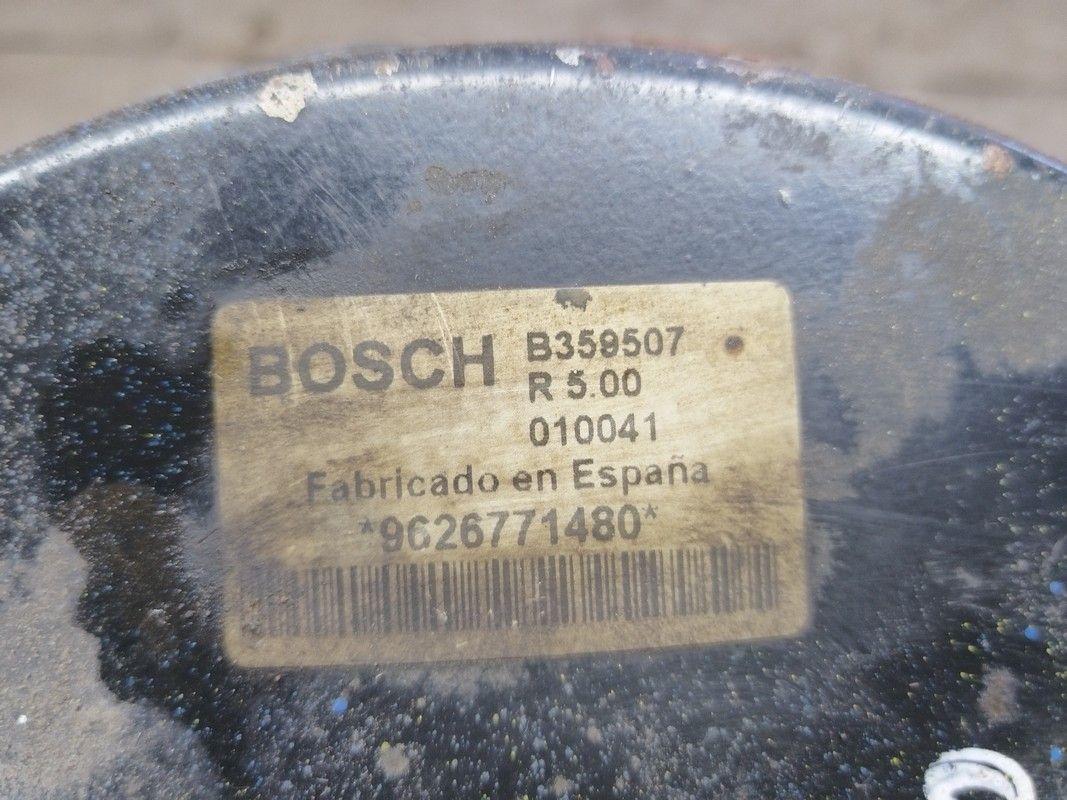 BOSCH
B359507
R 5.00
010041
Fabricado en España
*9626771480*